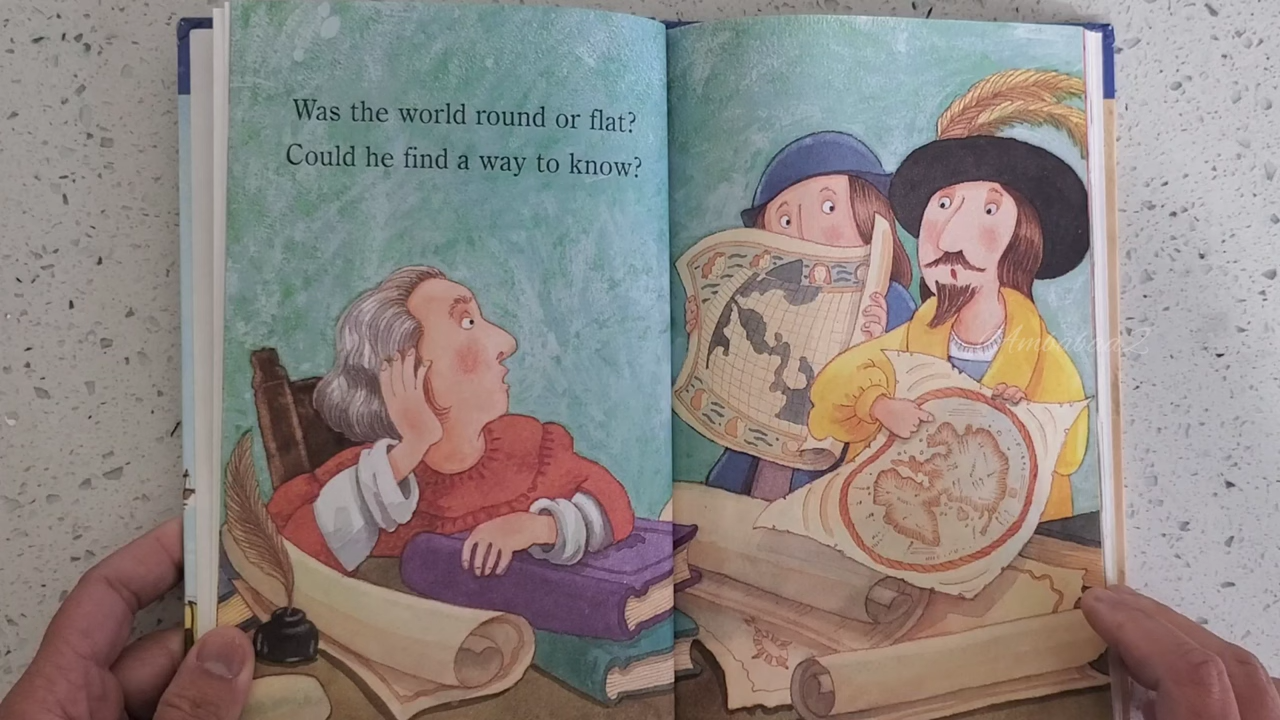 Was the world round or flat?
Could he find a way to know?